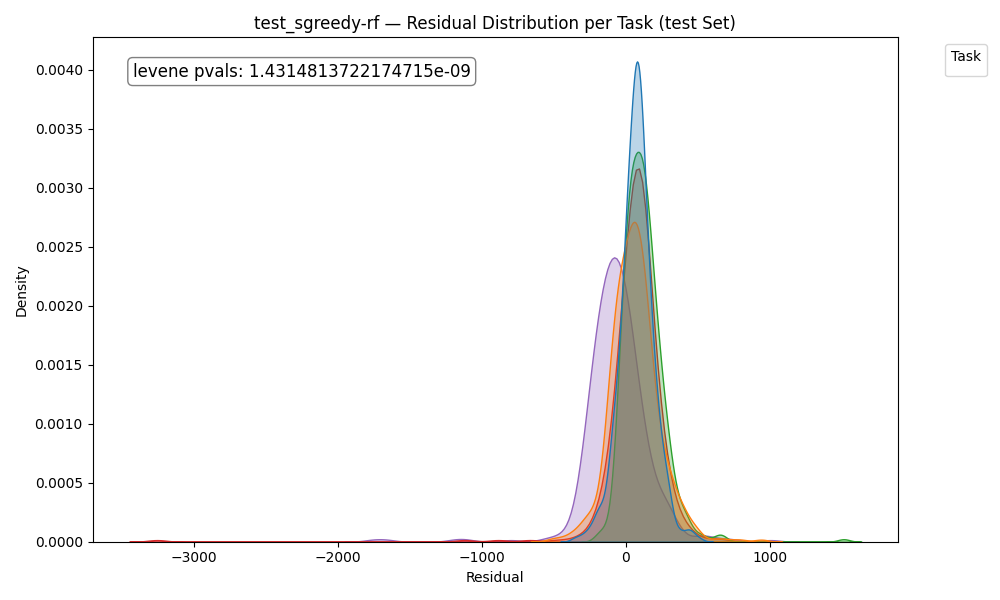 test_sgreedy-rf — Residual Distribution per Task (test Set)
levene pvals: 1.4314813722174715e-09
Task
0.0040
0.0035
0.0030
0.0025
0.0020
0.0015
0.0010
0.0005
0.0000
Density
−3000
−2000
−1000
0
1000
Residual